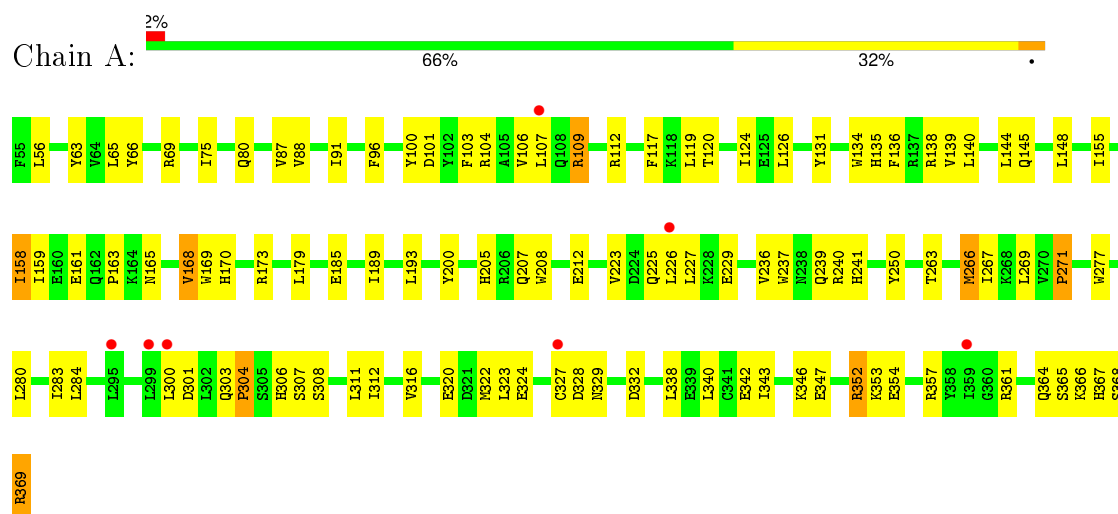 2%
Chain A:
66% 32% •
F55 L56 Y63 V64 L65 Y66 R69 I75 Q80 V87 V88 I91 F96 Y100 D101 Y102 F103 R104 A105 V106 L107 Q108 R109 R112 F117 K118 L119 T120 I124 E125 L126 Y131 W134 H135 F136 R137 R138 V139 L140 L144 Q145 L148 I155
I158 I159 E160 E161 Q162 P163 K164 N165 V168 W169 H170 R173 L179 E185 I189 L193 Y200 H205 R206 Q207 W208 E212 V223 D224 Q225 L226 L227 K228 E229 V236 W237 N238 Q239 R240 H241 Y250 T263 M266 I267 K268 L269 V270 P271 W277
L280 I283 L284 L295 L299 L300 D301 L302 Q303 P304 S305 H306 S307 S308 L311 I312 V316 E320 D321 M322 L323 E324 C327 D328 N329 D332 L338 E339 L340 C341 E342 I343 K346 E347 R352 K353 E354 R357 Y358 I359 G360 R361 Q364 S365 K366 H367 S368
R369